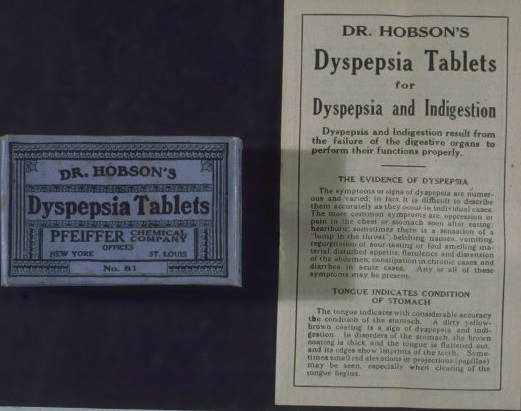 DR. HOBSON'S
Dyspepsia Tablets
PFEIFFER CHEMICAL COMPANY
OFFICES
NEW YORK ST. LOUIS
No. 81
DR. HOBSON'S
Dyspepsia Tablets
for
Dyspepsia and Indigestion
Dyspepsia and Indigestion result from
the failure of the digestive organs to
perform their functions properly.
THE EVIDENCE OF DYSPEPSIA
The symptoms or signs of dyspepsia are numer-
ous and varied; in fact it is difficult to describe
them accurately as they occur in individual cases.
The more common symptoms are oppression or
pain in the chest or stomach soon after eating;
heartburn; sometimes there is a sensation of a
"lump in the throat", belching, nausea, vomiting,
regurgitation of sour-tasting or foul smelling ma-
terial, disturbed appetite, flatulence and distension
of the abdomen, constipation in chronic cases and
diarrhea in acute cases. Any or all of these
symptoms may be present.
TONGUE INDICATES CONDITION
OF STOMACH
The tongue indicates with considerable accuracy
the condition of the stomach. A dirty yellow-
brown coating is a sign of dyspepsia and indi-
gestion. In disorders of the stomach, the brown
coating is thick and the tongue is flattened out,
and its edges show imprints of the teeth. Some-
times small red elevations or projections (papillae)
may be seen, especially when clearing of the
tongue begins.